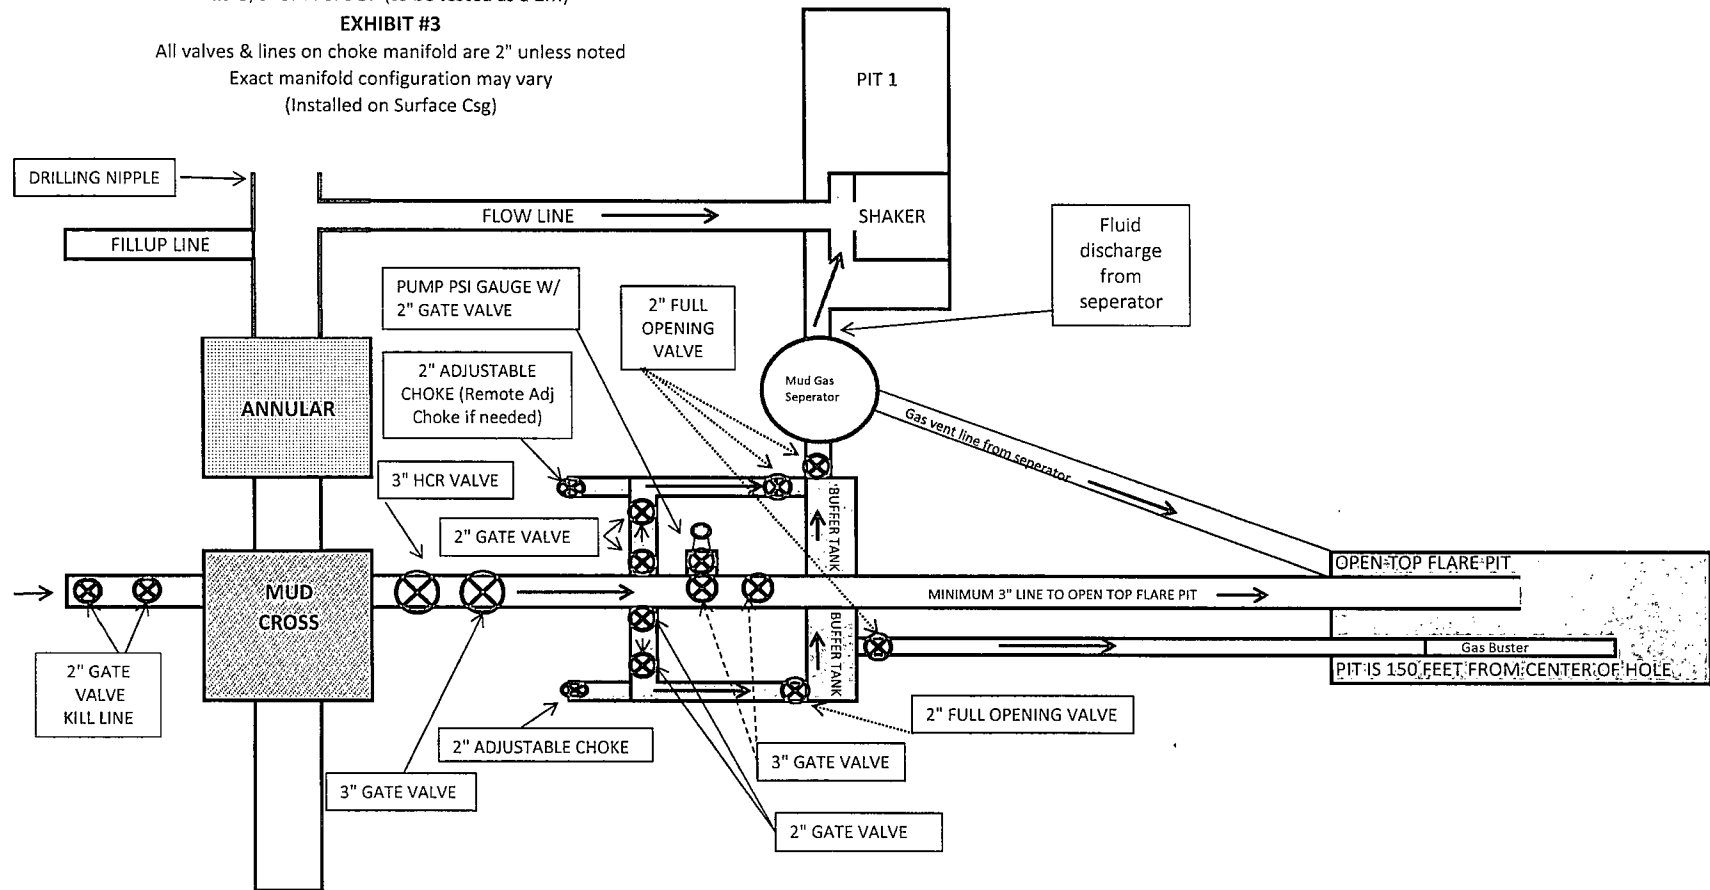 (to be tested as a 2m)
EXHIBIT #3
All valves & lines on choke manifold are 2" unless noted
Exact manifold configuration may vary
(Installed on Surface Csg)
PIT 1
DRILLING NIPPLE
FLOW LINE
SHAKER
FILLUP LINE
Fluid
discharge
from
seperator
PUMP PSI GAUGE W/
2" GATE VALVE
2" FULL
OPENING
VALVE
2" ADJUSTABLE
CHOKE (Remote Adj
Choke if needed)
Mud Gas
Seperator
ANNULAR
Gas vent line from seperator
3" HCR VALVE
BUFFER TANK
2" GATE VALVE
OPEN TOP FLARE PIT
MUD
CROSS
MINIMUM 3" LINE TO OPEN TOP FLARE PIT
BUFFER TANK
Gas Buster
PIT IS 150 FEET FROM CENTER OF HOLE
2" GATE
VALVE
KILL LINE
2" FULL OPENING VALVE
2" ADJUSTABLE CHOKE
3" GATE VALVE
3" GATE VALVE
2" GATE VALVE